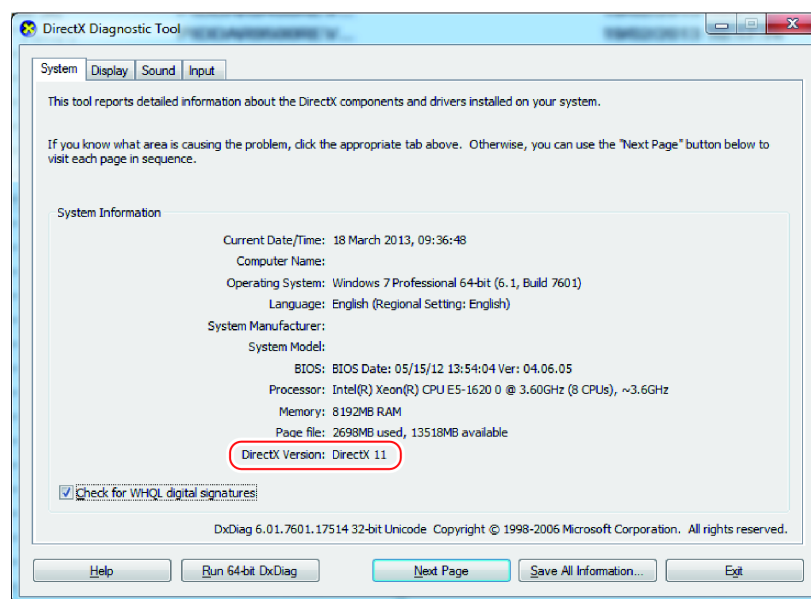 DirectX Diagnostic Tool
System Display Sound Input
This tool reports detailed information about the DirectX components and drivers installed on your system.
If you know what area is causing the problem, click the appropriate tab above. Otherwise, you can use the "Next Page" button below to
visit each page in sequence.
System Information
Current Date/Time: 18 March 2013, 09:36:48
Computer Name:
Operating System: Windows 7 Professional 64-bit (6.1, Build 7601)
Language: English (Regional Setting: English)
System Manufacturer:
System Model:
BIOS: BIOS Date: 05/15/12 13:54:04 Ver: 04.06.05
Processor: Intel(R) Xeon(R) CPU E5-1620 0 @ 3.60GHz (8 CPUs), ~3.6GHz
Memory: 8192MB RAM
Page file: 2698MB used, 13518MB available
DirectX Version: DirectX 11
Check for WHQL digital signatures
DxDiag 6.01.7601.17514 32-bit Unicode Copyright © 1998-2006 Microsoft Corporation. All rights reserved.
Help Run 64-bit DxDiag Next Page Save All Information... Exit